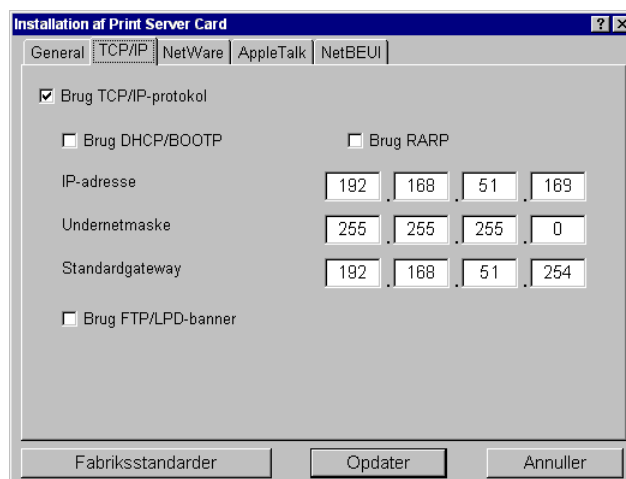 Installation af Print Server Card
General TCP/IP NetWare AppleTalk NetBEUI
Brug TCP/IP-protokol
Brug DHCP/BOOTP Brug RARP
IP-adresse 192 . 168 . 51 . 169
Undernetmaske 255 . 255 . 255 . 0
Standardgateway 192 . 168 . 51 . 254
Brug FTP/LPD-banner
Fabriksstandarder Opdater Annuller